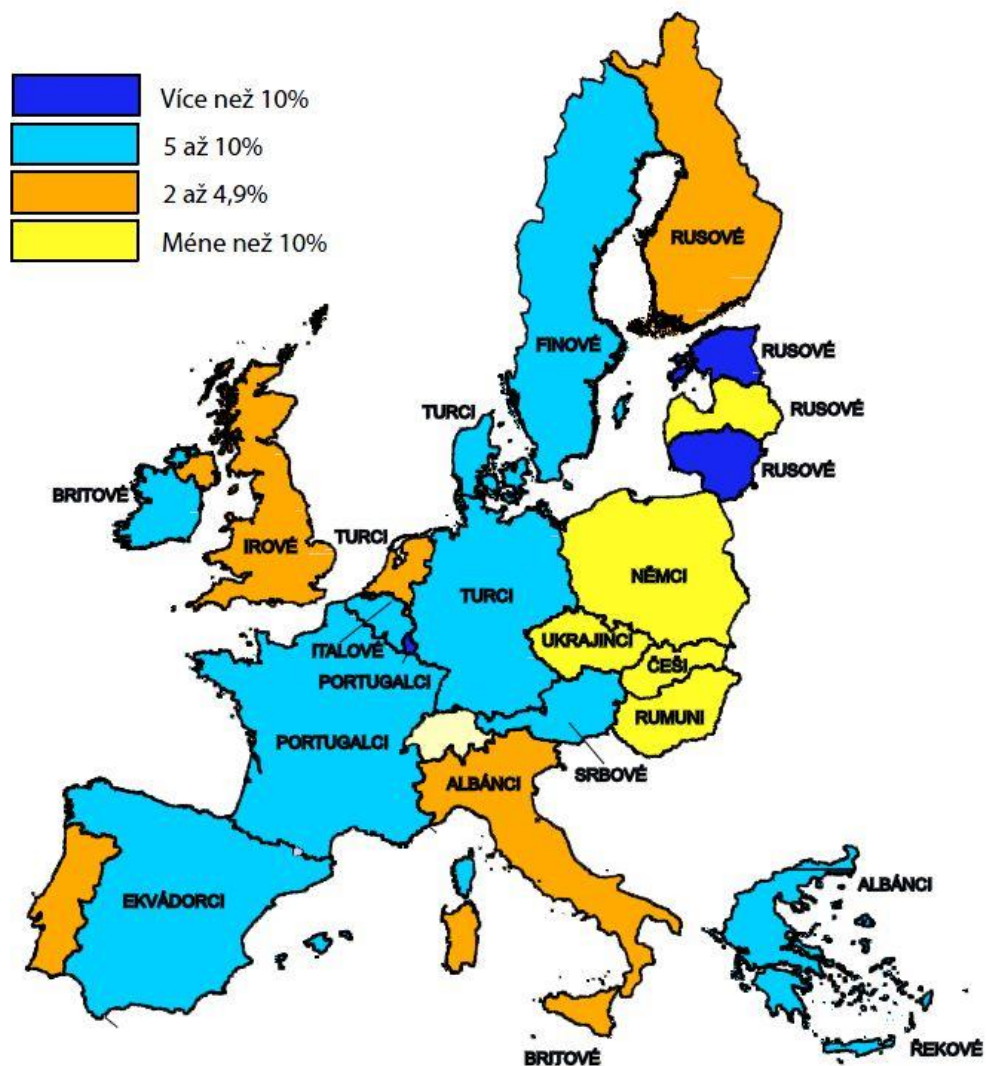 Více než 10%
5 až 10%
2 až 4,9%
Méne než 10%
RUSOVÉ
FINOVÉ
RUSOVÉ
TURCI
RUSOVÉ
RUSOVÉ
BRITOVÉ
IROVÉ
TURCI
NĚMCI
TURCI
UKRAJINCI
ITALOVÉ
ČEŠI
PORTUGALCI
RUMUNI
PORTUGALCI
SRBOVÉ
ALBÁNCI
EKVÁDORCI
ALBÁNCI
BRITOVÉ
ŘEKOVÉ